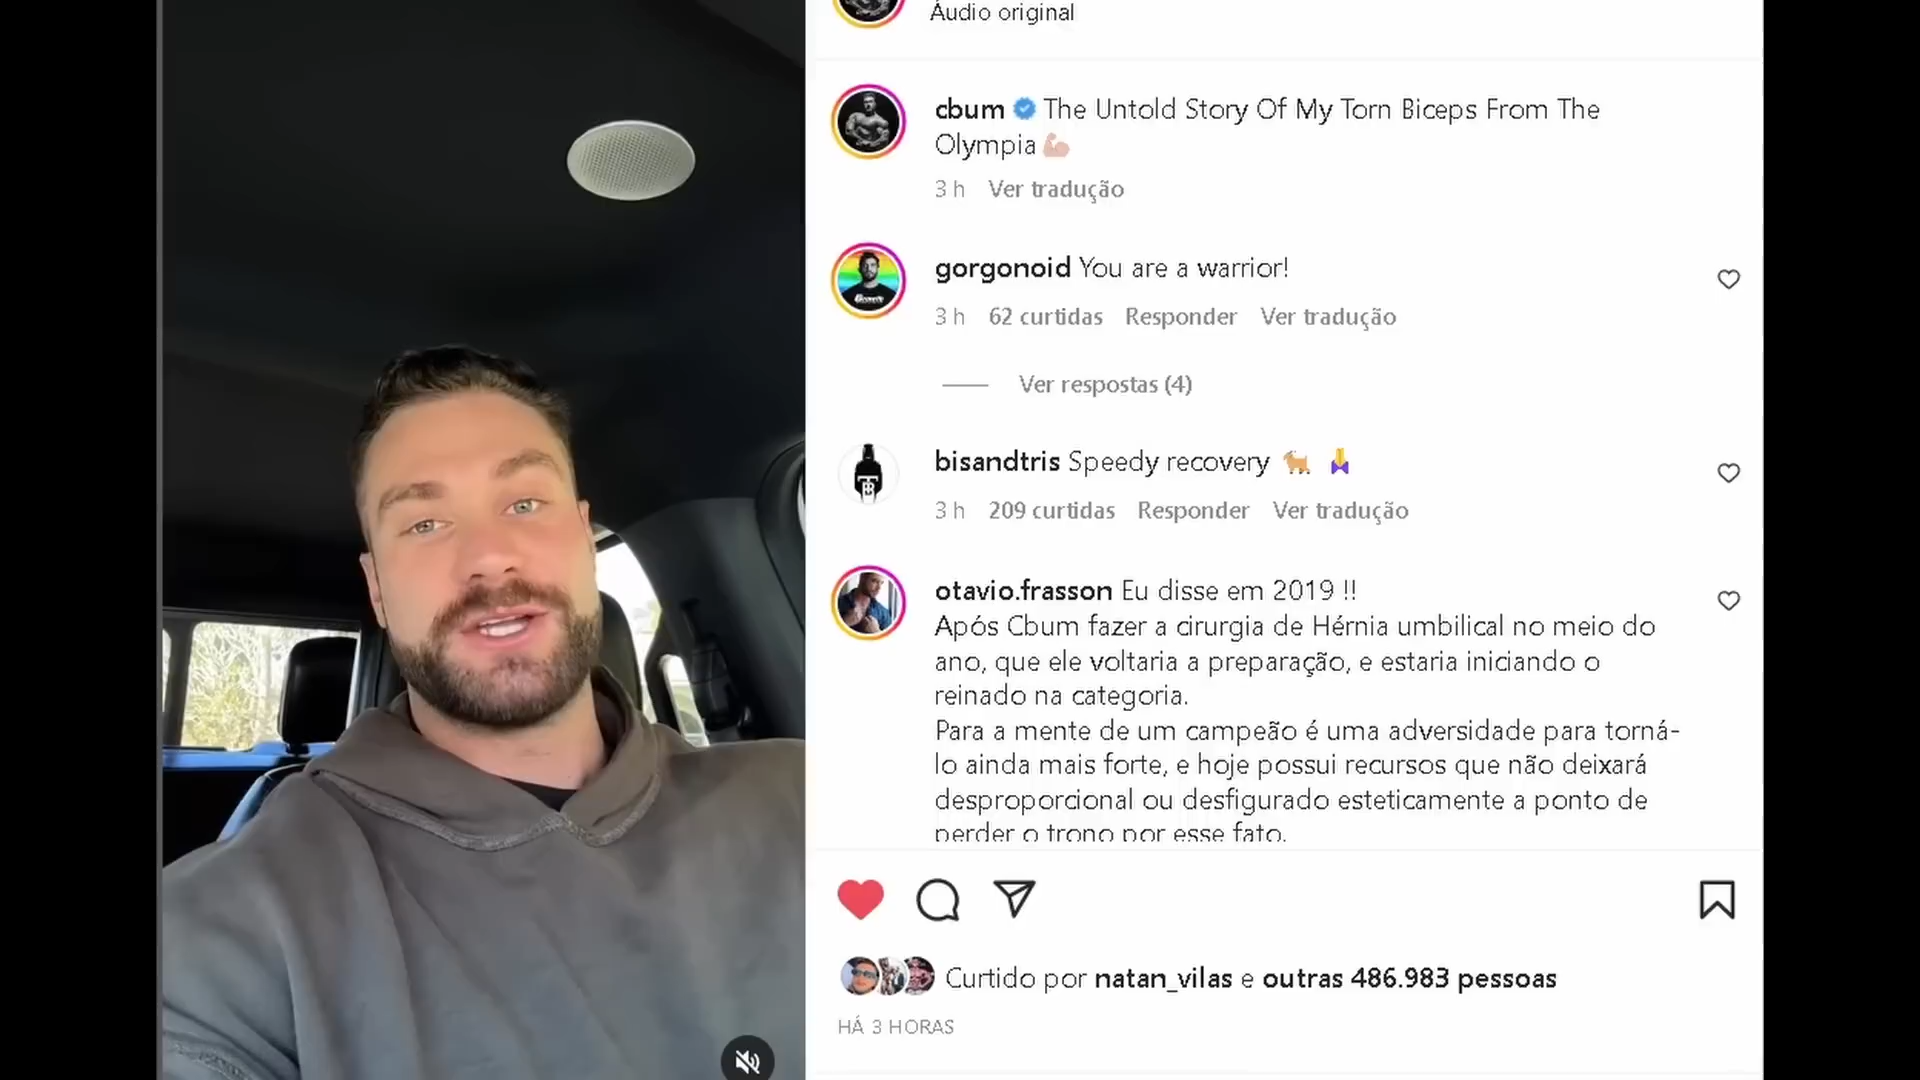 Áudio original
cbum The Untold Story Of My Torn Biceps From The
Olympia
3 h Ver tradução
gorgonoid You are a warrior!
3 h 62 curtidas Responder Ver tradução
Ver respostas (4)
bisandtris Speedy recovery
3 h 209 curtidas Responder Ver tradução
otavio.frasson Eu disse em 2019 !!
Após Cbum fazer a cirurgia de Hérnia umbilical no meio do
ano, que ele voltaria a preparação, e estaria iniciando o
reinado na categoria.
Para a mente de um campeão é uma adversidade para torná-
lo ainda mais forte, e hoje possui recursos que não deixará
desproporcional ou desfigurado esteticamente a ponto de
perder o trono por esse fato.
Curtido por natan_vilas e outras 486.983 pessoas
HÁ 3 HORAS